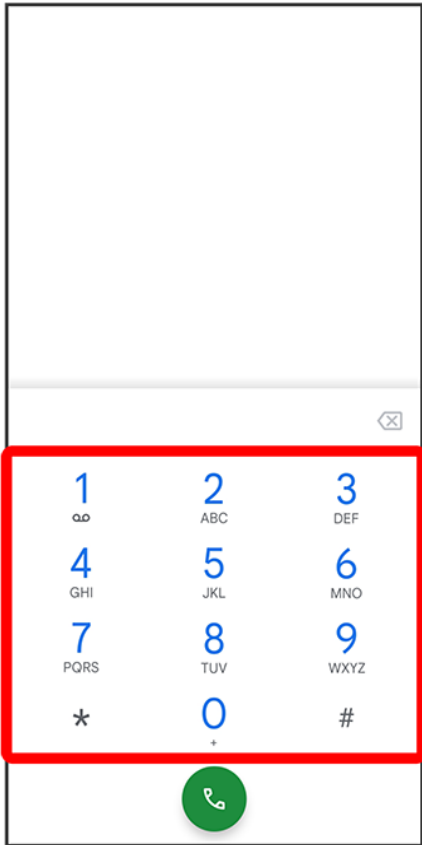 1 2 3
ABC DEF
4 5 6
GHI JKL MNO
7 8 9
PQRS TUV WXYZ
* 0 #
+